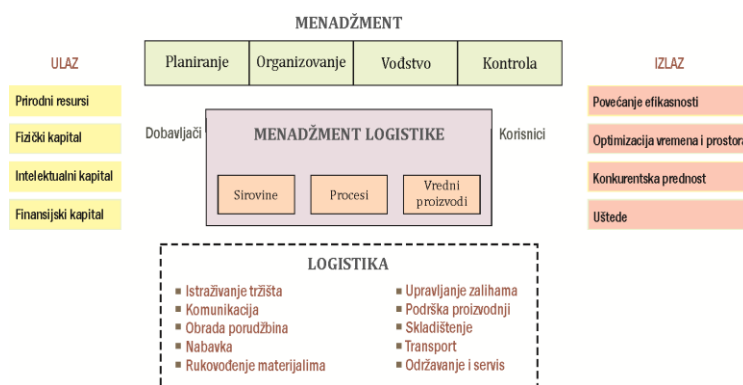 MENADŽMENT
ULAZ
Planiranje
Organizovanje
Vodstvo
Kontrola
IZLAZ
Prirodni resursi
Fizički kapital
Intelektualni kapital
Finansijski kapital
Dobavljači
MENADŽMENT LOGISTIKE
Korisnici
Sirovine
Procesi
Vredni
proizvodi
Povećanje efikasnosti
Optimizacija vremena i prostora
Konkurentska prednost
Uštede
LOGISTIKA
Istraživanje tržišta
Komunikacija
Obrada porudžbina
Nabavka
Rukovođenje materijalima
Upravljanje zalihama
Podrška proizvodnji
Skladištenje
Transport
Održavanje i servis